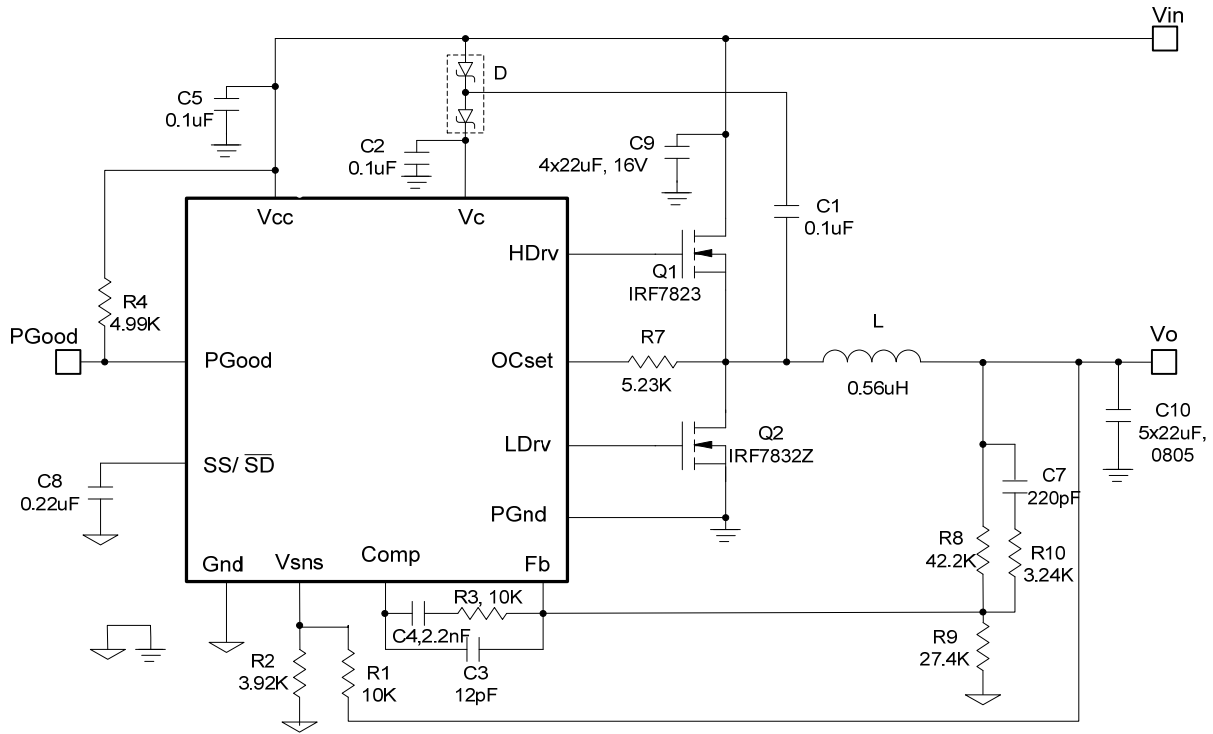 Vin
D
C5
0.1uF
C2
0.1uF
C9
4x22uF, 16V
C1
0.1uF
Vcc
Vc
HDrv
Q1
IRF7823
R4
4.99K
PGood
PGood
OCset
R7
5.23K
L
0.56uH
Vo
C10
5x22uF,
0805
LDrv
Q2
IRF7832Z
SS/ SD
C8
0.22uF
PGnd
C7
220pF
R8
42.2K
R10
3.24K
Gnd
Vsns
Comp
Fb
R3, 10K
C4,2.2nF
C3
12pF
R9
27.4K
R2
3.92K
R1
10K